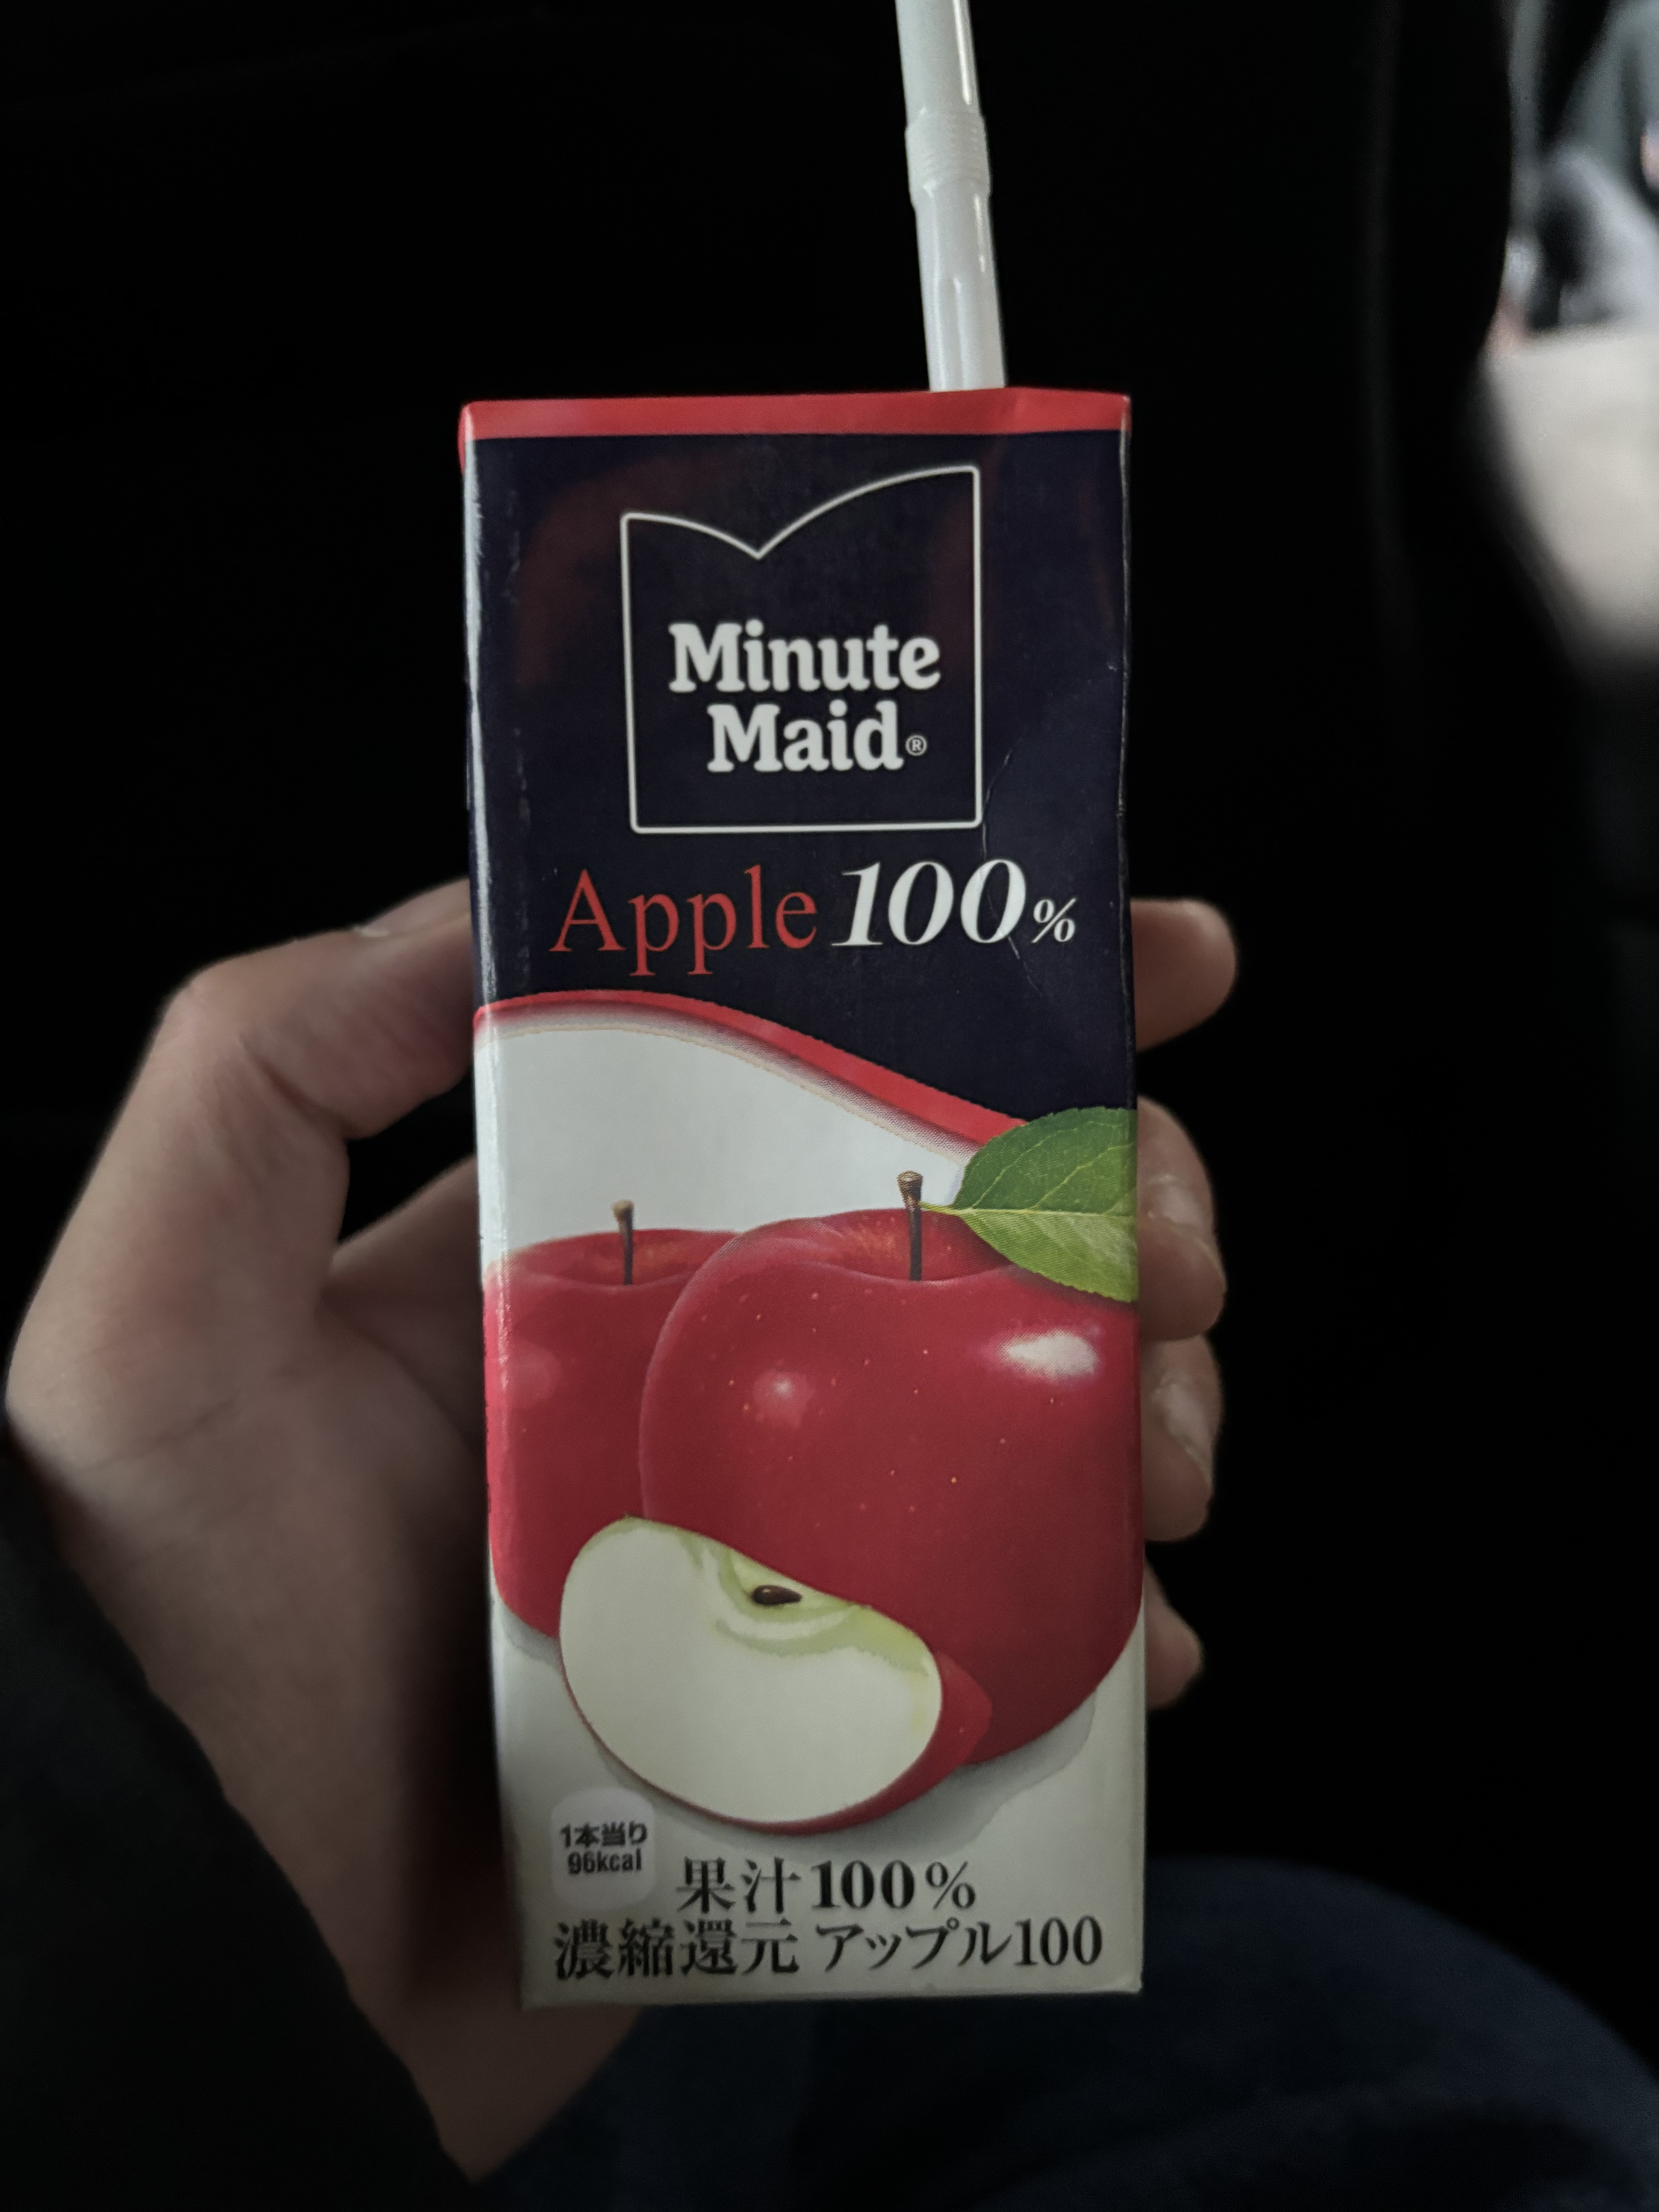 Minute
Maid®
Apple 100%
1本当り
96kcal
果汁100%
濃縮還元 アップル100